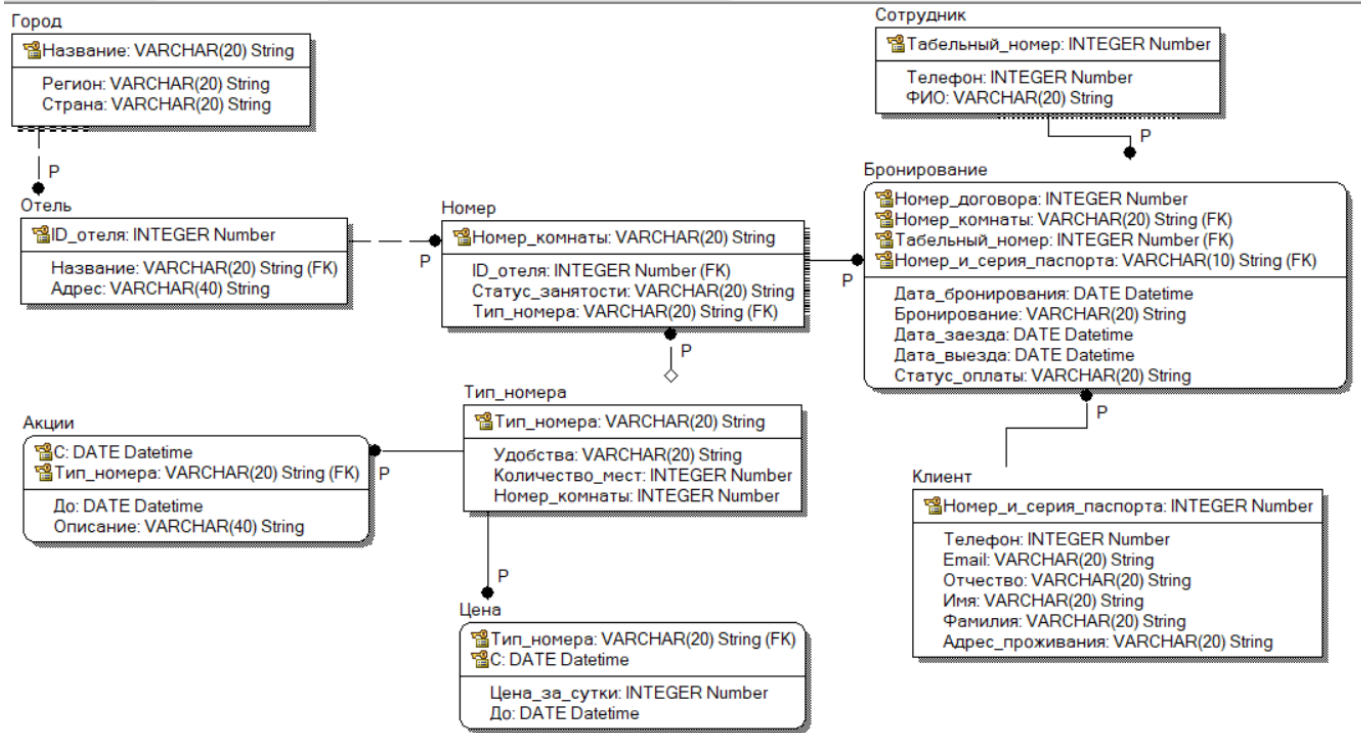 Город
Название: VARCHAR(20) String
Регион: VARCHAR(20) String
Страна: VARCHAR(20) String
P
Отель
ID_отеля: INTEGER Number
Название: VARCHAR(20) String (FK)
Адрес: VARCHAR(40) String
P
Номер
Номер_комнаты: VARCHAR(20) String
ID_отеля: INTEGER Number (FK)
Статус_занятости: VARCHAR(20) String
Тип_номера: VARCHAR(20) String (FK)
P
Сотрудник
Табельный_номер: INTEGER Number
Телефон: INTEGER Number
ФИО: VARCHAR(20) String
P
Бронирование
Номер_договора: INTEGER Number
Номер_комнаты: VARCHAR(20) String (FK)
Табельный_номер: INTEGER Number (FK)
Номер_и_серия_паспорта: VARCHAR(10) String (FK)
Дата_бронирования: DATE Datetime
Бронирование: VARCHAR(20) String
Дата_заезда: DATE Datetime
Дата_выезда: DATE Datetime
Статус_оплаты: VARCHAR(20) String
P
P
Тип_номера
Тип_номера: VARCHAR(20) String
Удобства: VARCHAR(20) String
Количество_мест: INTEGER Number
Номер_комнаты: INTEGER Number
Акции
С: DATE Datetime
Тип_номера: VARCHAR(20) String (FK)
До: DATE Datetime
Описание: VARCHAR(40) String
P
P
Цена
Тип_номера: VARCHAR(20) String (FK)
С: DATE Datetime
Цена_за_сутки: INTEGER Number
До: DATE Datetime
Клиент
Номер_и_серия_паспорта: INTEGER Number
Телефон: INTEGER Number
Email: VARCHAR(20) String
Отчество: VARCHAR(20) String
Имя: VARCHAR(20) String
Фамилия: VARCHAR(20) String
Адрес_проживания: VARCHAR(20) String